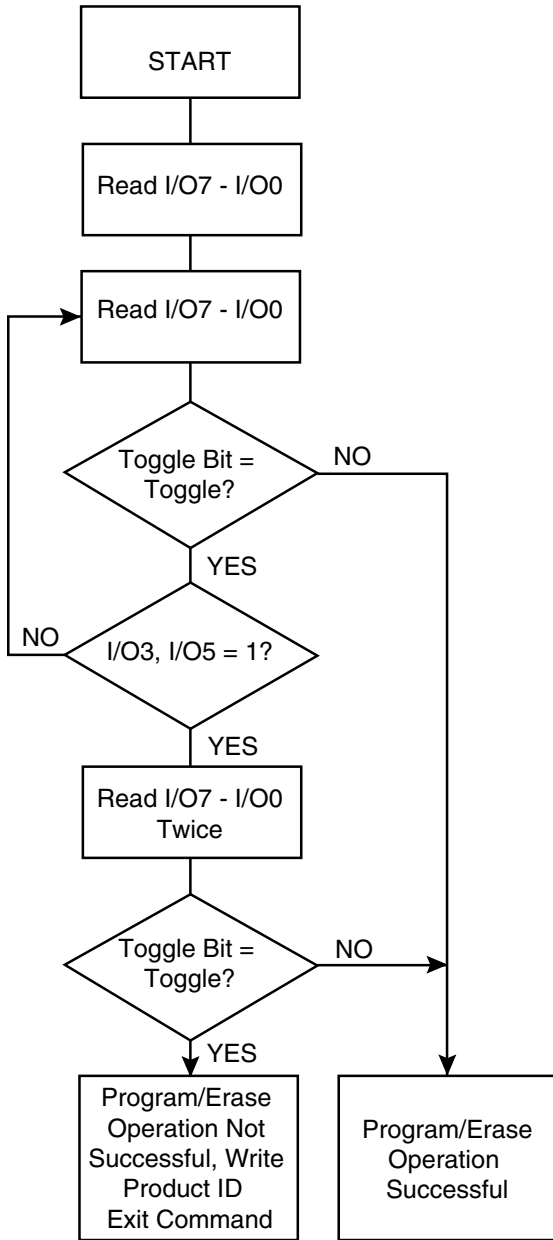 START
Read I/O7 - I/O0
Read I/O7 - I/O0
Toggle Bit =
Toggle?
NO
YES
NO
I/O3, I/O5 = 1?
YES
Read I/O7 - I/O0
Twice
Toggle Bit =
Toggle?
NO
YES
Program/Erase
Operation Not
Successful, Write
Product ID
Exit Command
Program/Erase
Operation
Successful